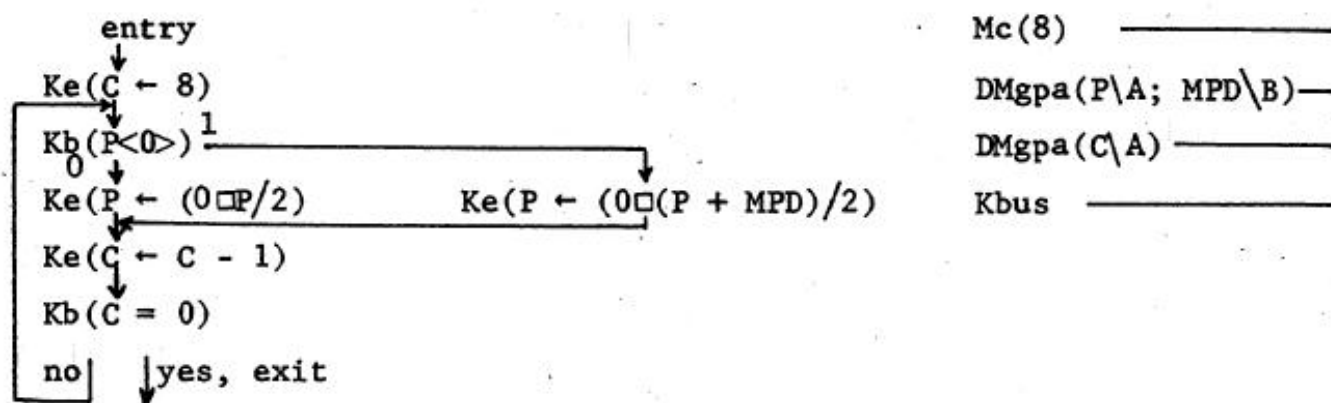 entry
Ke(C ← 8)
Kb(P<0>) 1
0
Ke(P ← (0□P/2)
Ke(P ← (0□(P + MPD)/2)
Ke(C ← C - 1)
Kb(C = 0)
no
yes, exit
Mc(8)
DMgpa(P\A; MPD\B)
DMgpa(C\A)
Kbus